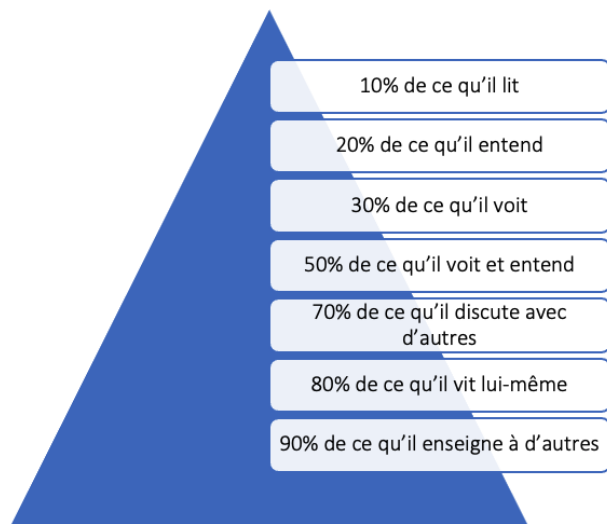 10% de ce qu'il lit
20% de ce qu'il entend
30% de ce qu'il voit
50% de ce qu'il voit et entend
70% de ce qu'il discute avec
d'autres
80% de ce qu'il vit lui-même
90% de ce qu'il enseigne à d'autres